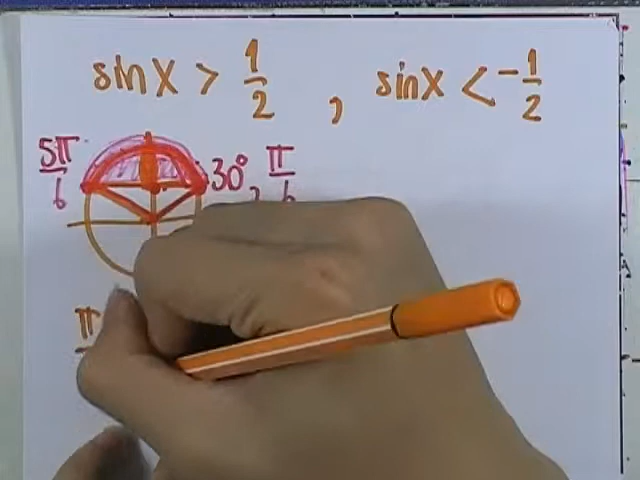 sin x > 1/2 , sin x < -1/2
5π/6 30°, π/6
π